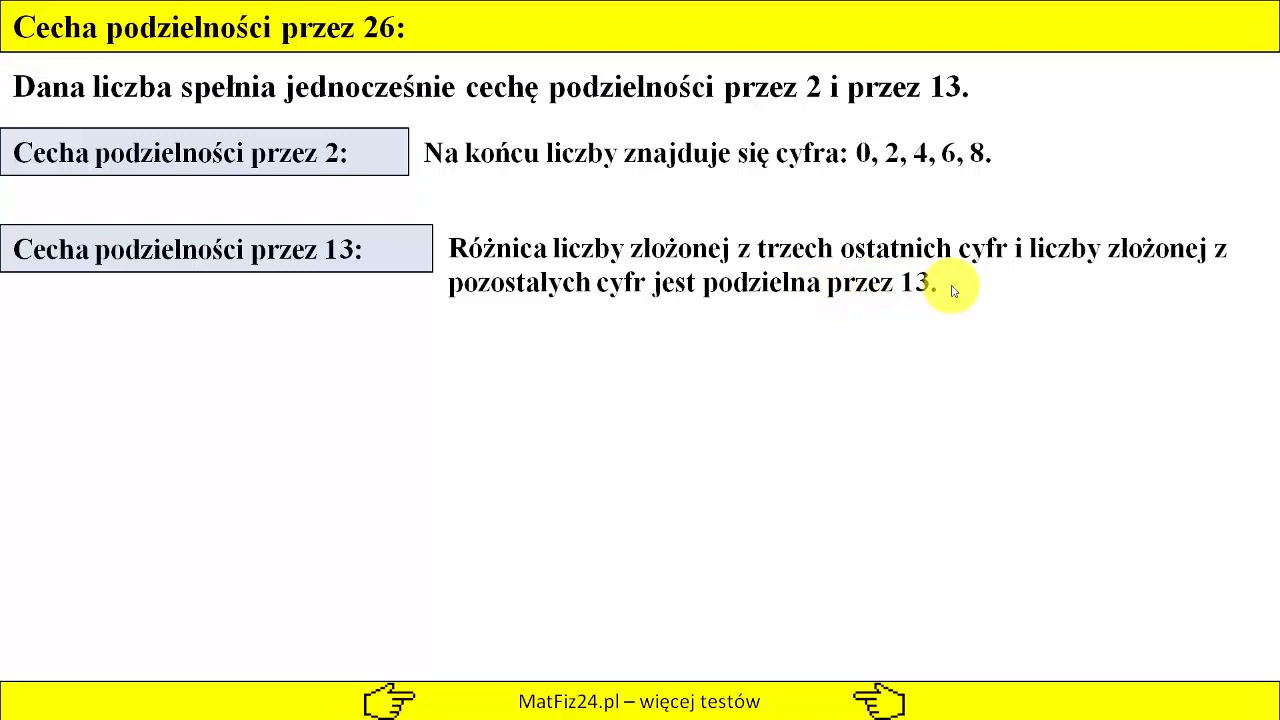 Cecha podzielności przez 26:
Dana liczba spełnia jednocześnie cechę podzielności przez 2 i przez 13.
Cecha podzielności przez 2:
Na końcu liczby znajduje się cyfra: 0, 2, 4, 6, 8.
Cecha podzielności przez 13:
Różnica liczby złożonej z trzech ostatnich cyfr i liczby złożonej z
pozostałych cyfr jest podzielna przez 13.
MatFiz24.pl – więcej testów